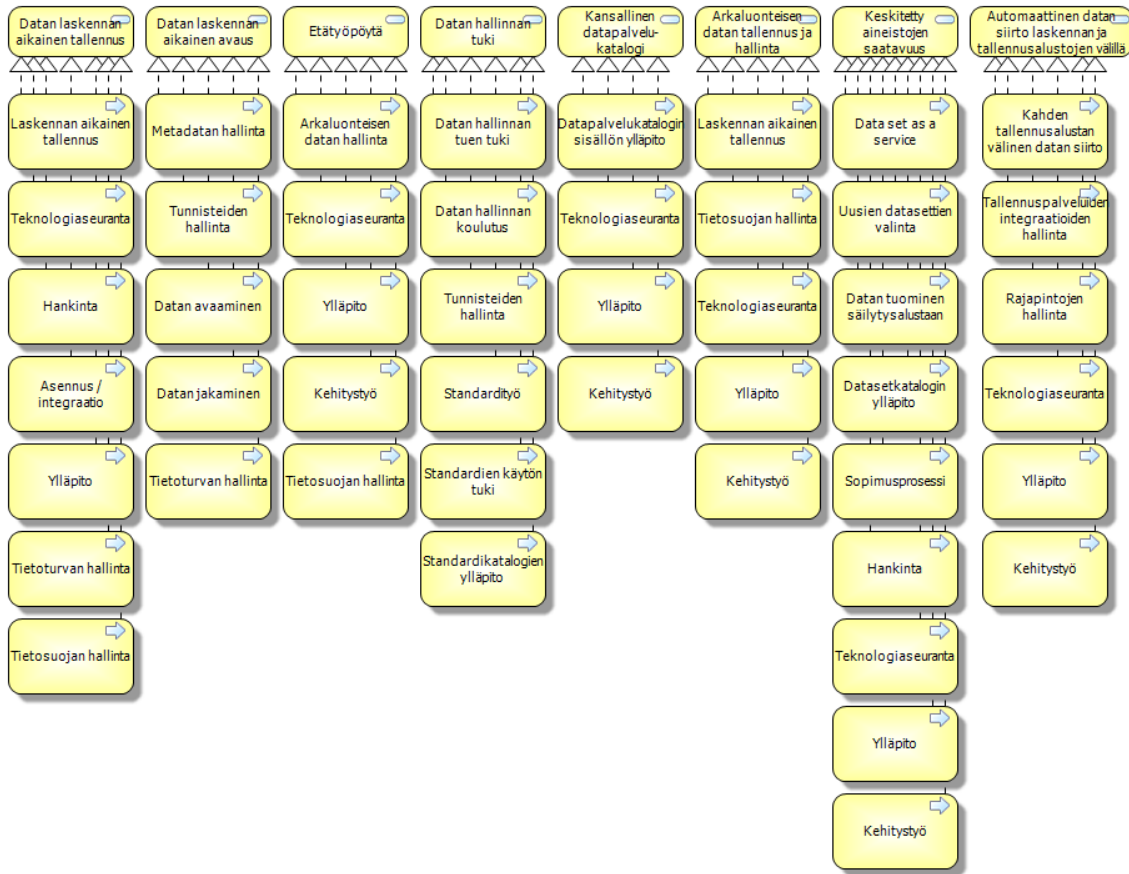 Datan laskennan
aikainen tallennus
Datan laskennan
aikainen avaus
Etätyöpöytä
Datan hallinnan
tuki
Kansallinen
datapalvelu-
katalogi
Arkaluonteisen
datan tallennus ja
hallinta
Keskitetty
aineistojen
saatavuus
Automaattinen datan
siirto laskennan ja
tallennusalustojen välillä
Laskennan aikainen
tallennus
Metadatan hallinta
Arkaluonteisen
datan hallinta
Datan hallinnan
tuen tuki
Datapalvelukatalogin
sisällön ylläpito
Laskennan aikainen
tallennus
Data set as a
service
Kahden
tallennusalustan
välinen datan siirto
Teknologiaseuranta
Tunnisteiden
hallinta
Teknologiaseuranta
Datan hallinnan
koulutus
Teknologiaseuranta
Tietosuojan hallinta
Uusien datasettien
valinta
Tallennuspalveluiden
integraatioiden
hallinta
Hankinta
Datan avaaminen
Ylläpito
Tunnisteiden
hallinta
Ylläpito
Teknologiaseuranta
Datan tuominen
säilytysalustaan
Rajapintojen
hallinta
Asennus /
integraatio
Datan jakaminen
Kehitystyö
Standardityö
Kehitystyö
Ylläpito
Datasetkatalogin
ylläpito
Teknologiaseuranta
Ylläpito
Tietoturvan hallinta
Tietosuojan hallinta
Standardien käytön
tuki
Kehitystyö
Sopimusprosessi
Ylläpito
Tietoturvan hallinta
Standardikatalogien
ylläpito
Hankinta
Kehitystyö
Tietosuojan hallinta
Teknologiaseuranta
Ylläpito
Kehitystyö